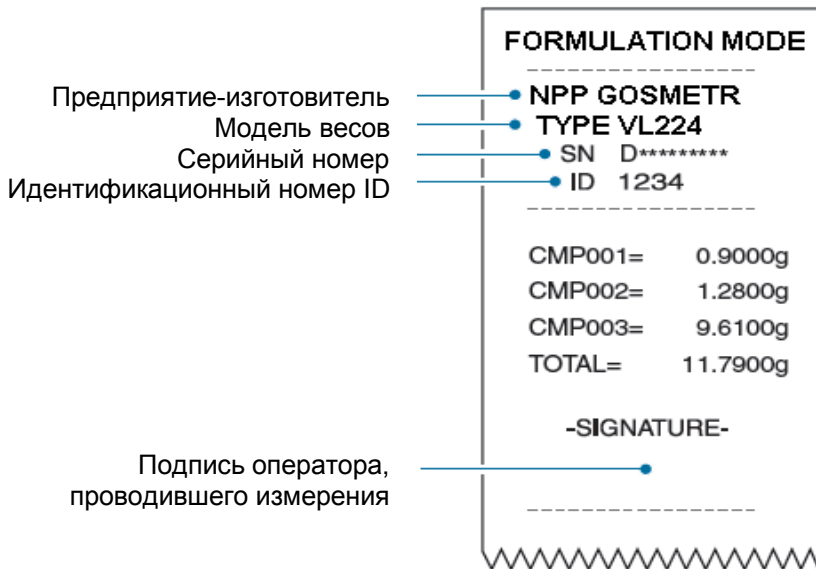 FORMULATION MODE
Предприятие-изготовитель
NPP GOSMETR
Модель весов
TYPE VL224
Серийный номер
SN D*********
Идентификационный номер ID
ID 1234
CMP001= 0.9000g
CMP002= 1.2800g
CMP003= 9.6100g
TOTAL= 11.7900g
-SIGNATURE-
Подпись оператора,
проводившего измерения